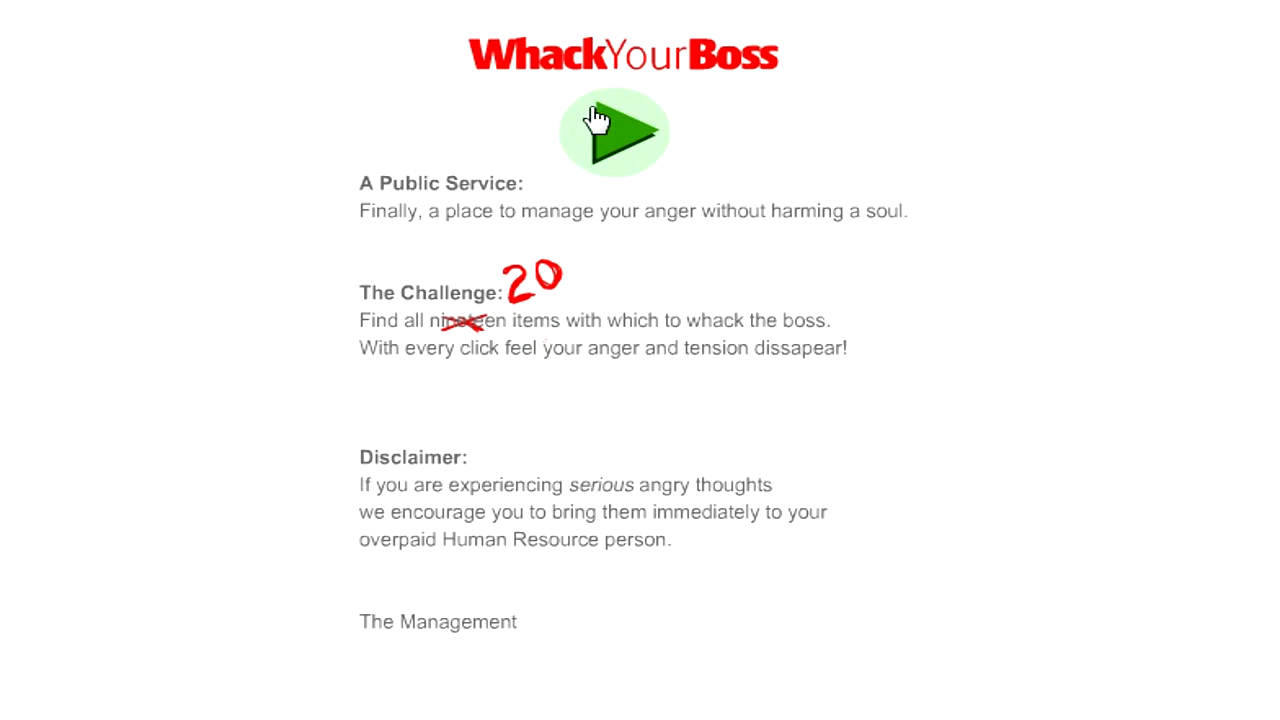 WhackYourBoss
A Public Service:
Finally, a place to manage your anger without harming a soul.
The Challenge: 20
Find all nineteen items with which to whack the boss.
With every click feel your anger and tension dissapear!
Disclaimer:
If you are experiencing serious angry thoughts
we encourage you to bring them immediately to your
overpaid Human Resource person.
The Management